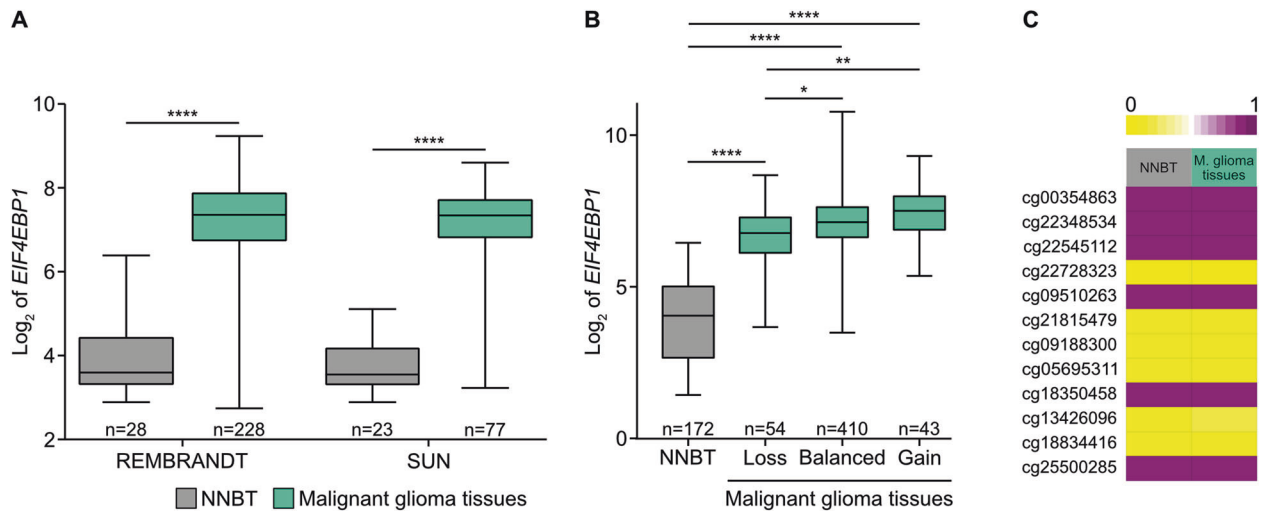 A
Log2 of EIF4EBP1
10
8
6
4
2
****
****
n=28
n=228
n=23
n=77
REMBRANDT
SUN
NNBT
Malignant glioma tissues
B
Log2 of EIF4EBP1
10
5
0
****
****
**
*
****
n=172
n=54
n=410
n=43
NNBT
Loss
Balanced
Gain
Malignant glioma tissues
C
0
1
NNBT
M. glioma
tissues
cg00354863
cg22348534
cg22545112
cg22728323
cg09510263
cg21815479
cg09188300
cg05695311
cg18350458
cg13426096
cg18834416
cg25500285